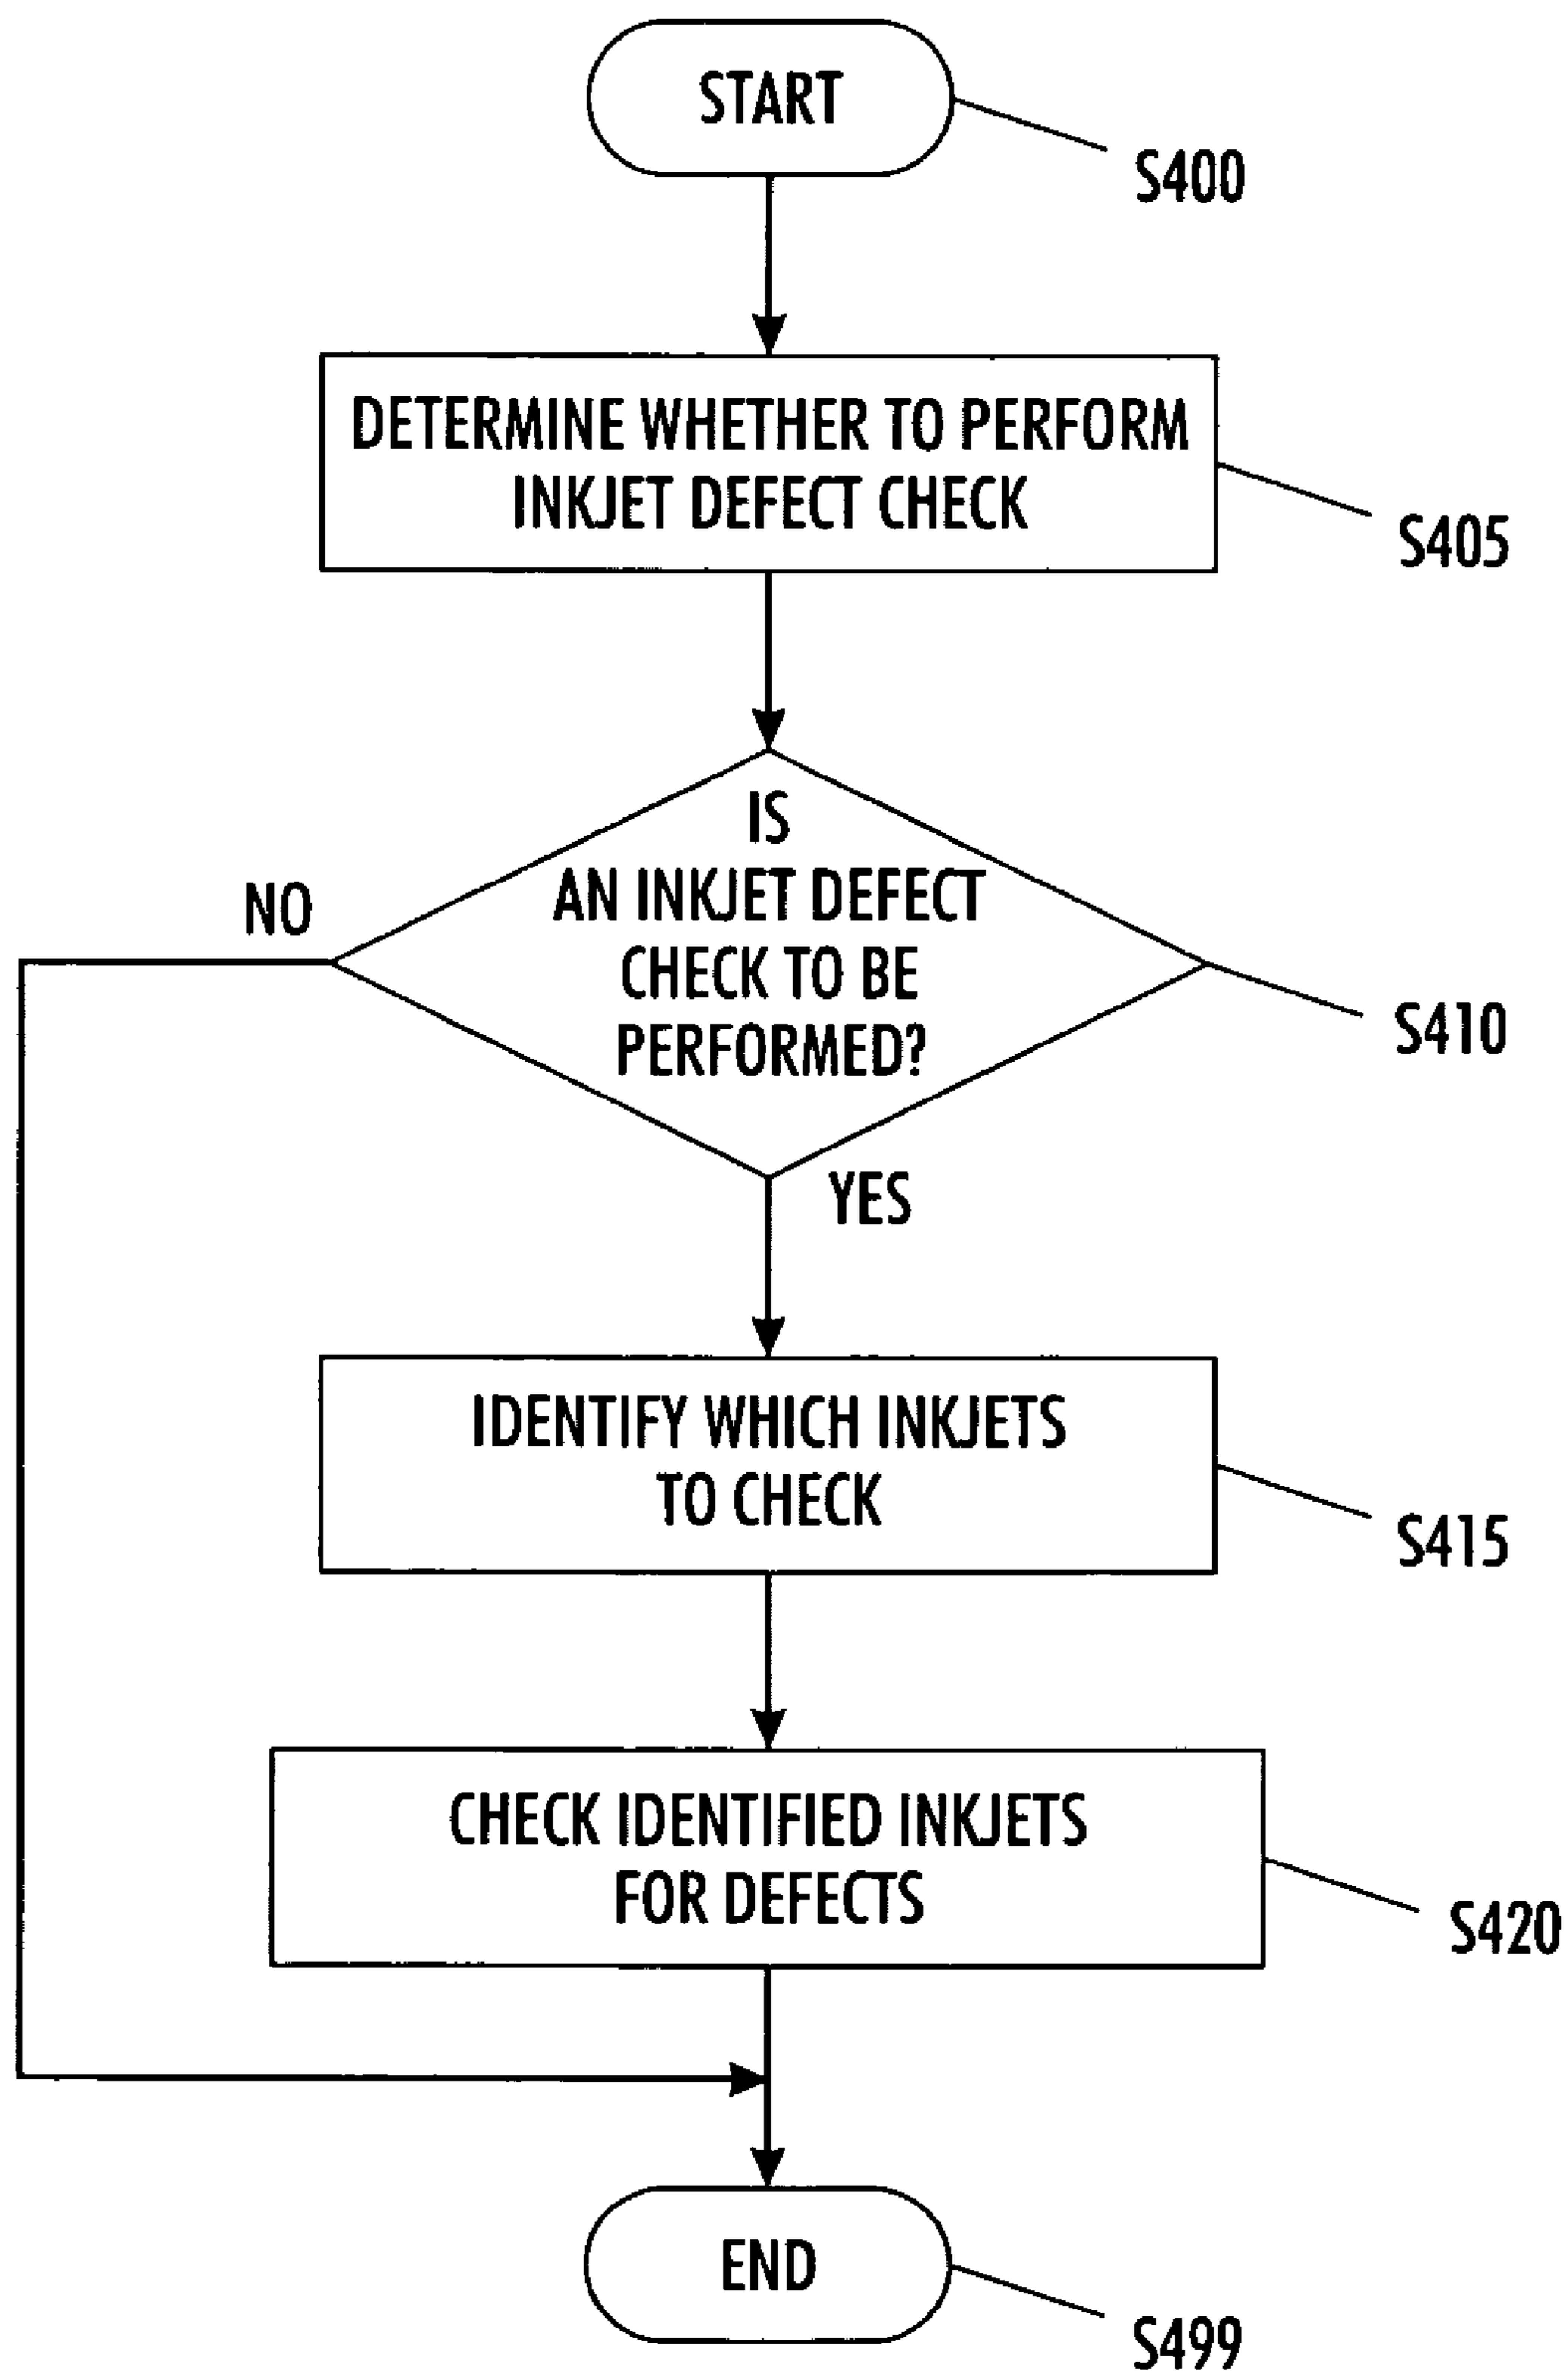 START
S400
DETERMINE WHETHER TO PERFORM
INKJET DEFECT CHECK
S405
IS
AN INKJET DEFECT
CHECK TO BE
PERFORMED?
NO
S410
YES
IDENTIFY WHICH INKJETS
TO CHECK
S415
CHECK IDENTIFIED INKJETS
FOR DEFECTS
S420
END
S499